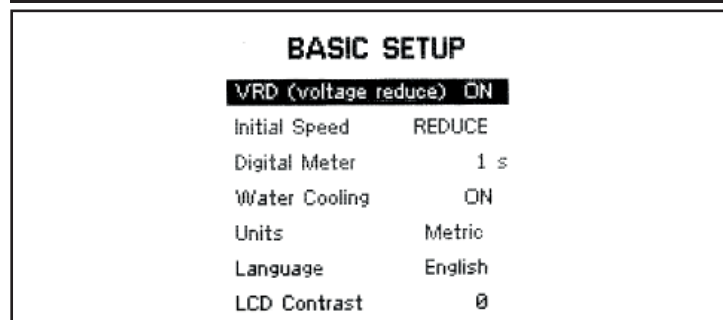 BASIC SETUP
VRD (voltage reduce) ON
Initial Speed REDUCE
Digital Meter 1 s
Water Cooling ON
Units Metric
Language English
LCD Contrast 0